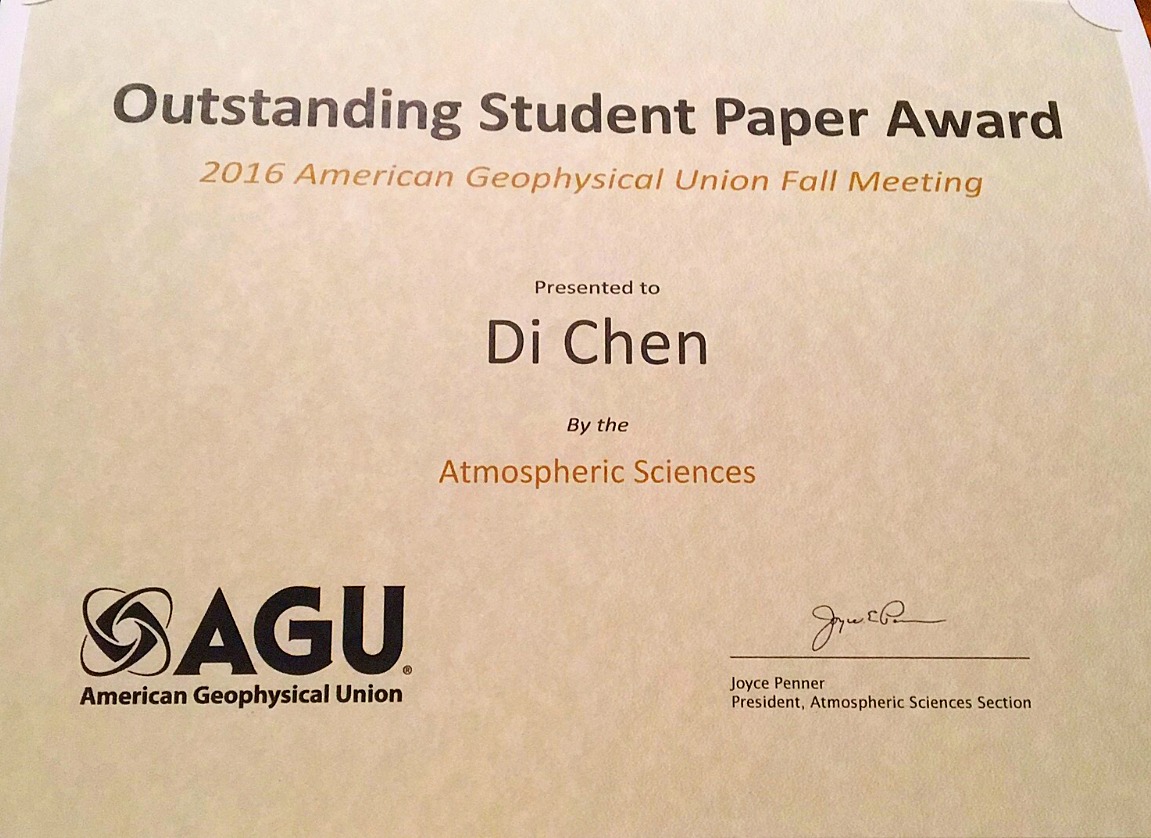 Outstanding Student Paper Award
2016 American Geophysical Union Fall Meeting
Presented to
Di Chen
By the
Atmospheric Sciences
AGU®
American Geophysical Union
Joyce E Penner
Joyce Penner
President, Atmospheric Sciences Section